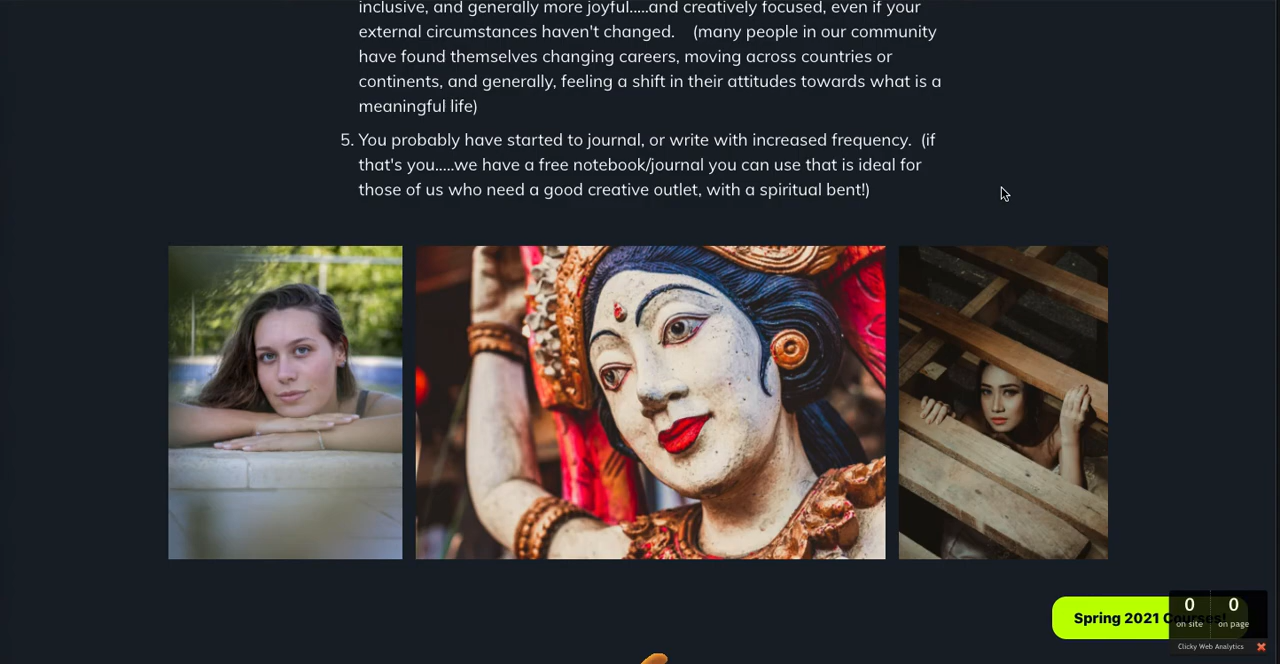 inclusive, and generally more joyful.....and creatively focused, even if your
external circumstances haven't changed. (many people in our community
have found themselves changing careers, moving across countries or
continents, and generally, feeling a shift in their attitudes towards what is a
meaningful life)
5. You probably have started to journal, or write with increased frequency. (if
that's you.....we have a free notebook/journal you can use that is ideal for
those of us who need a good creative outlet, with a spiritual bent!)
Spring 2021 Courses!
0 0
on site on page
Clicky Web Analytics